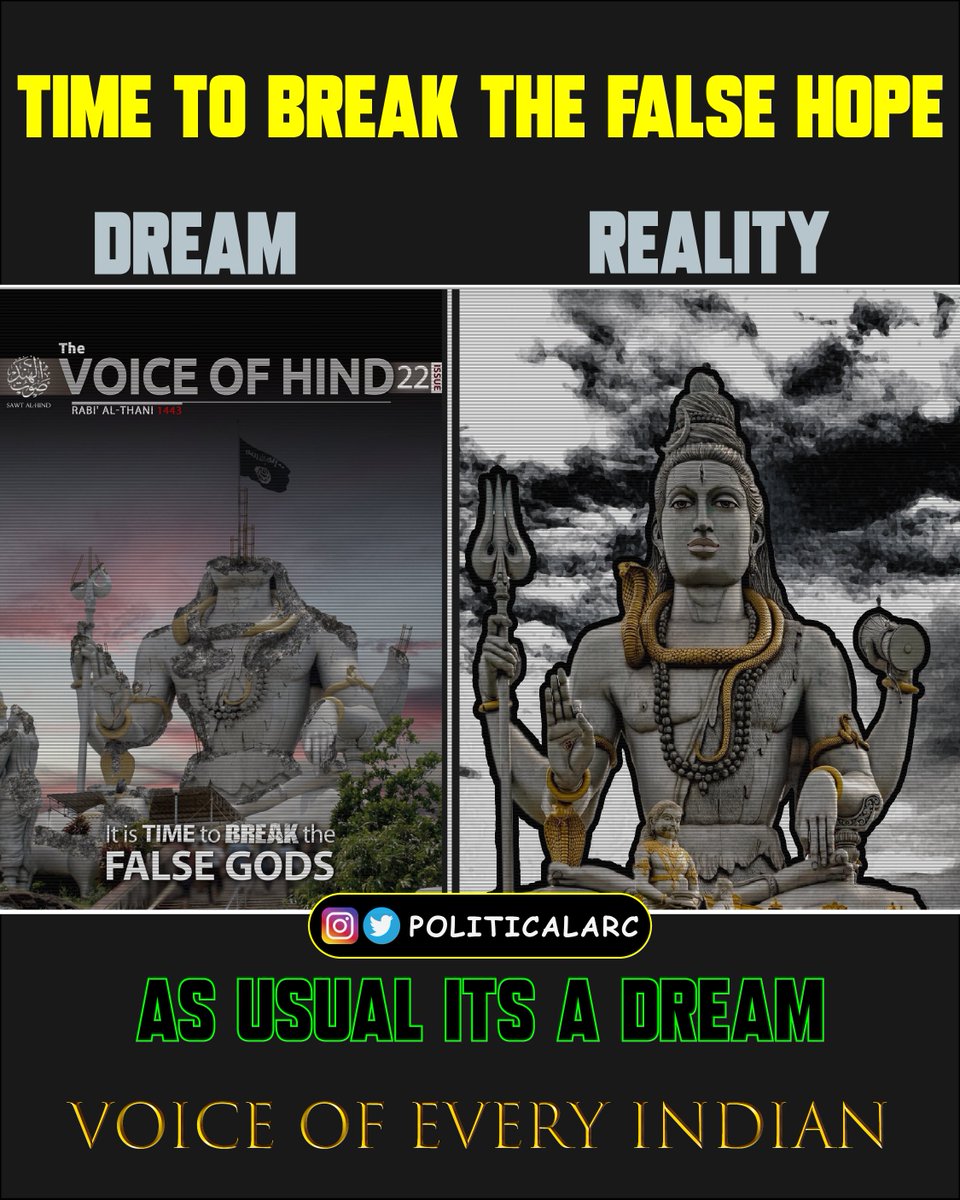 TIME TO BREAK THE FALSE HOPE
DREAM
REALITY
The
VOICE OF HIND 22 ISSUE
صوت الهند
SAWT AL-HIND
RABI' AL-THANI 1443
It is TIME to BREAK the
FALSE GODS
POLITICALARC
AS USUAL ITS A DREAM
VOICE OF EVERY INDIAN